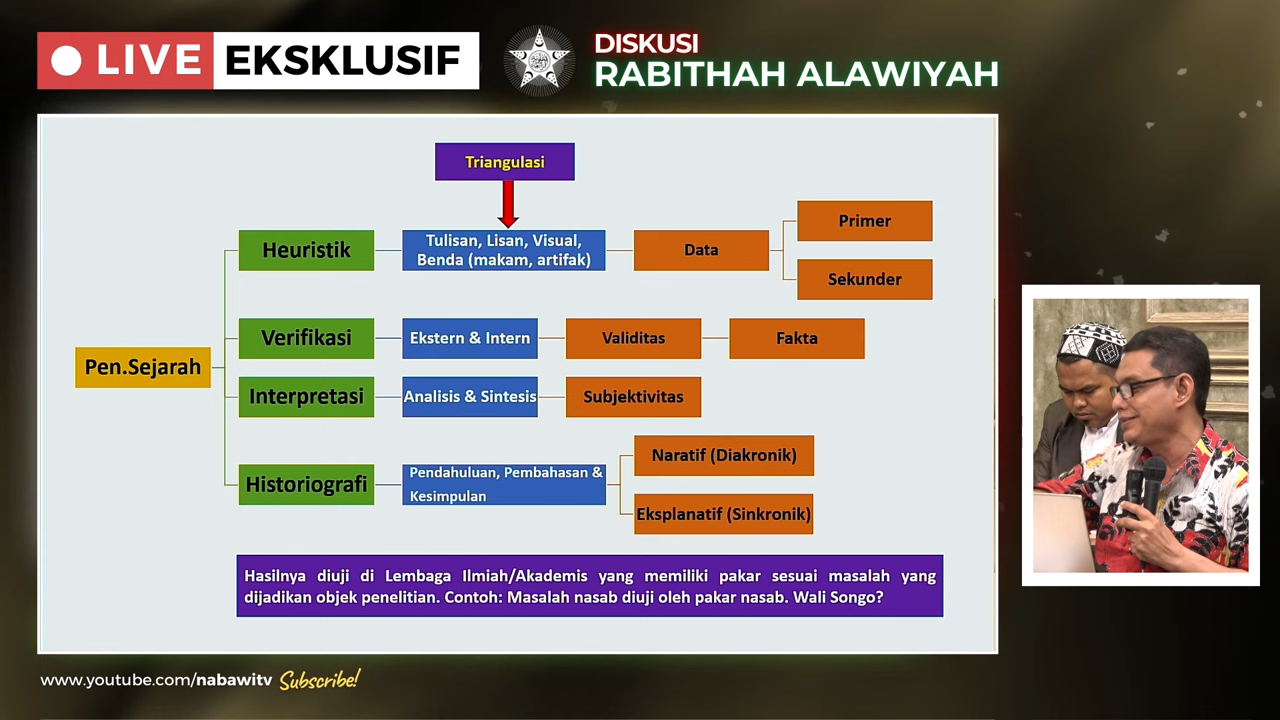 LIVE EKSKLUSIF
DISKUSI
RABITHAH ALAWIYAH
Triangulasi
Heuristik
Tulisan, Lisan, Visual,
Benda (makam, artifak)
Data
Primer
Sekunder
Pen.Sejarah
Verifikasi
Ekstern & Intern
Validitas
Fakta
Interpretasi
Analisis & Sintesis
Subjektivitas
Historiografi
Pendahuluan, Pembahasan &
Kesimpulan
Naratif (Diakronik)
Eksplanatif (Sinkronik)
Hasilnya diuji di Lembaga Ilmiah/Akademis yang memiliki pakar sesuai masalah yang
dijadikan objek penelitian. Contoh: Masalah nasab diuji oleh pakar nasab. Wali Songo?
www.youtube.com/nabawitv Subscribe!